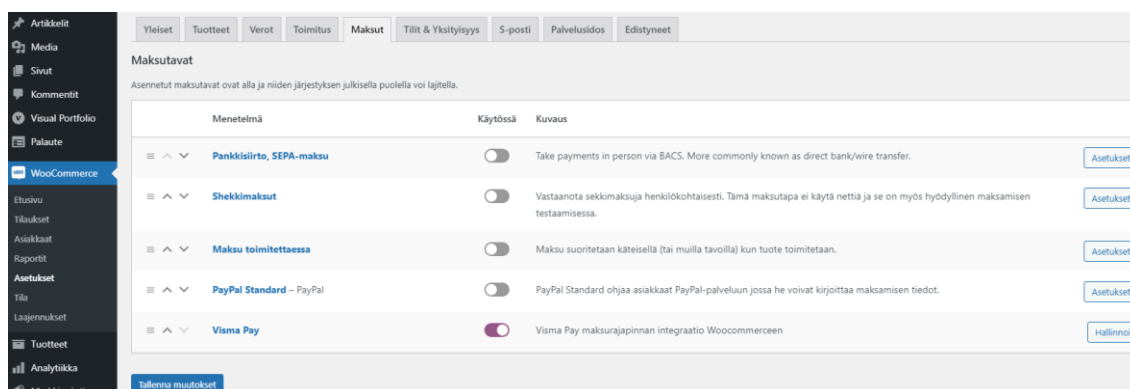 Artikkelit
Media
Sivut
Kommentit
Visual Portfolio
Palaute
WooCommerce
Etusivu
Tilaukset
Asiakkaat
Raportit
Asetukset
Tila
Laajennukset
Tuotteet
Analytiikka
Yleiset Tuotteet Verot Toimitus Maksut Tilit & Yksityisyys S-posti Palvelusidos Edistyneet
Maksutavat
Asennetut maksutavat ovat alla ja niiden järjestyksen julkisella puolella voi lajitella.
Menetelmä Käytössä Kuvaus
Pankkisiirto, SEPA-maksu Take payments in person via BACS. More commonly known as direct bank/wire transfer. Asetukset
Shekkimaksut Vastaanota sekkimaksuja henkilökohtaisesti. Tämä maksutapa ei käytä nettiä ja se on myös hyödyllinen maksamisen Asetukset
testaamisessa.
Maksu toimitettaessa Maksu suoritetaan käteisellä (tai muilla tavoilla) kun tuote toimitetaan. Asetukset
PayPal Standard – PayPal PayPal Standard ohjaa asiakkaat PayPal-palveluun jossa he voivat kirjoittaa maksamisen tiedot. Asetukset
Visma Pay Visma Pay maksurajapinnan integraatio Woocommerceen Hallinnoi
Tallenna muutokset